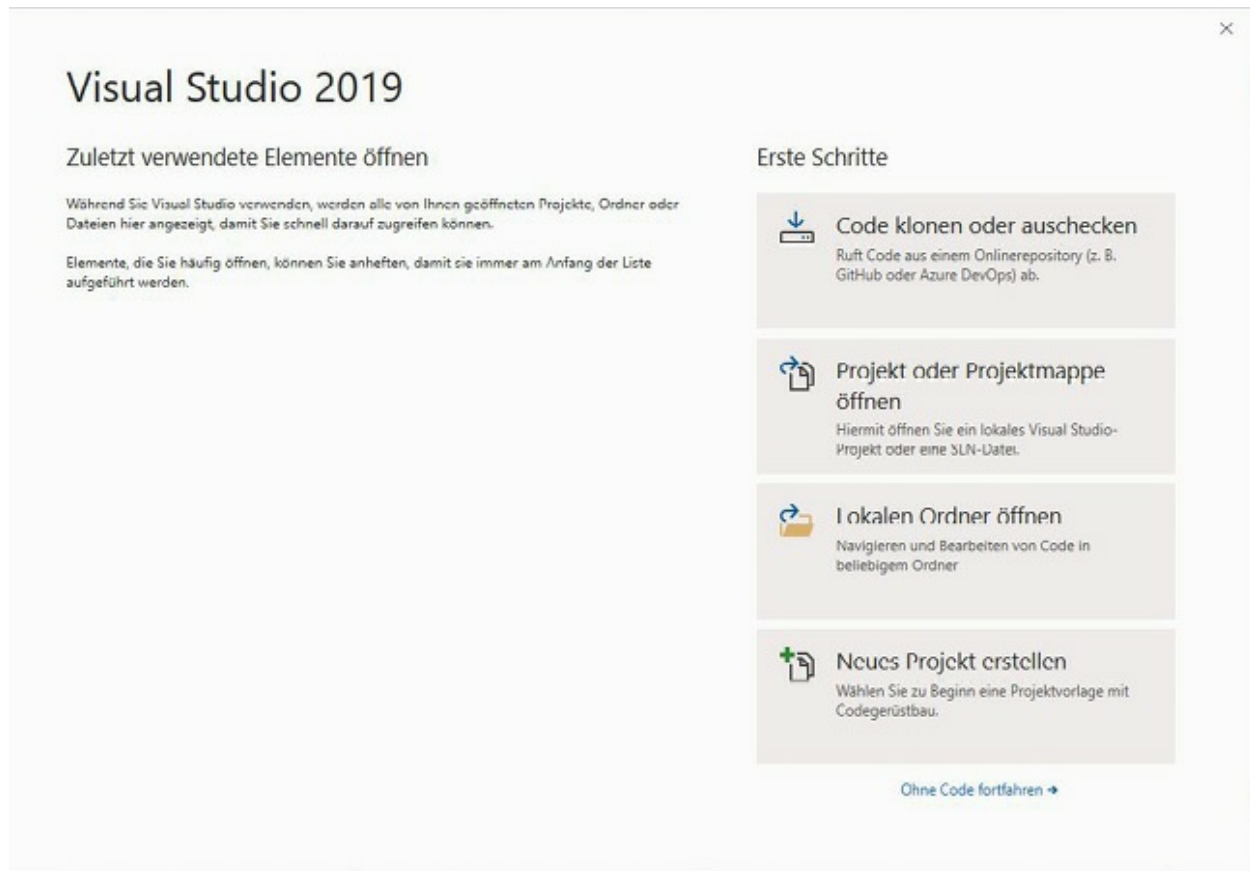 Visual Studio 2019
Zuletzt verwendete Elemente öffnen
Während Sie Visual Studio verwenden, werden alle von Ihnen geöffneten Projekte, Ordner oder
Dateien hier angezeigt, damit Sie schnell darauf zugreifen können.
Elemente, die Sie häufig öffnen, können Sie anheften, damit sie immer am Anfang der Liste
aufgeführt werden.
Erste Schritte
Code klonen oder auschecken
Ruft Code aus einem Onlinerepository (z. B.
GitHub oder Azure DevOps) ab.
Projekt oder Projektmappe
öffnen
Hiermit öffnen Sie ein lokales Visual Studio-
Projekt oder eine SLN-Datei.
Lokalen Ordner öffnen
Navigieren und Bearbeiten von Code in
beliebigem Ordner
Neues Projekt erstellen
Wählen Sie zu Beginn eine Projektvorlage mit
Codegerüstbau.
Ohne Code fortfahren →